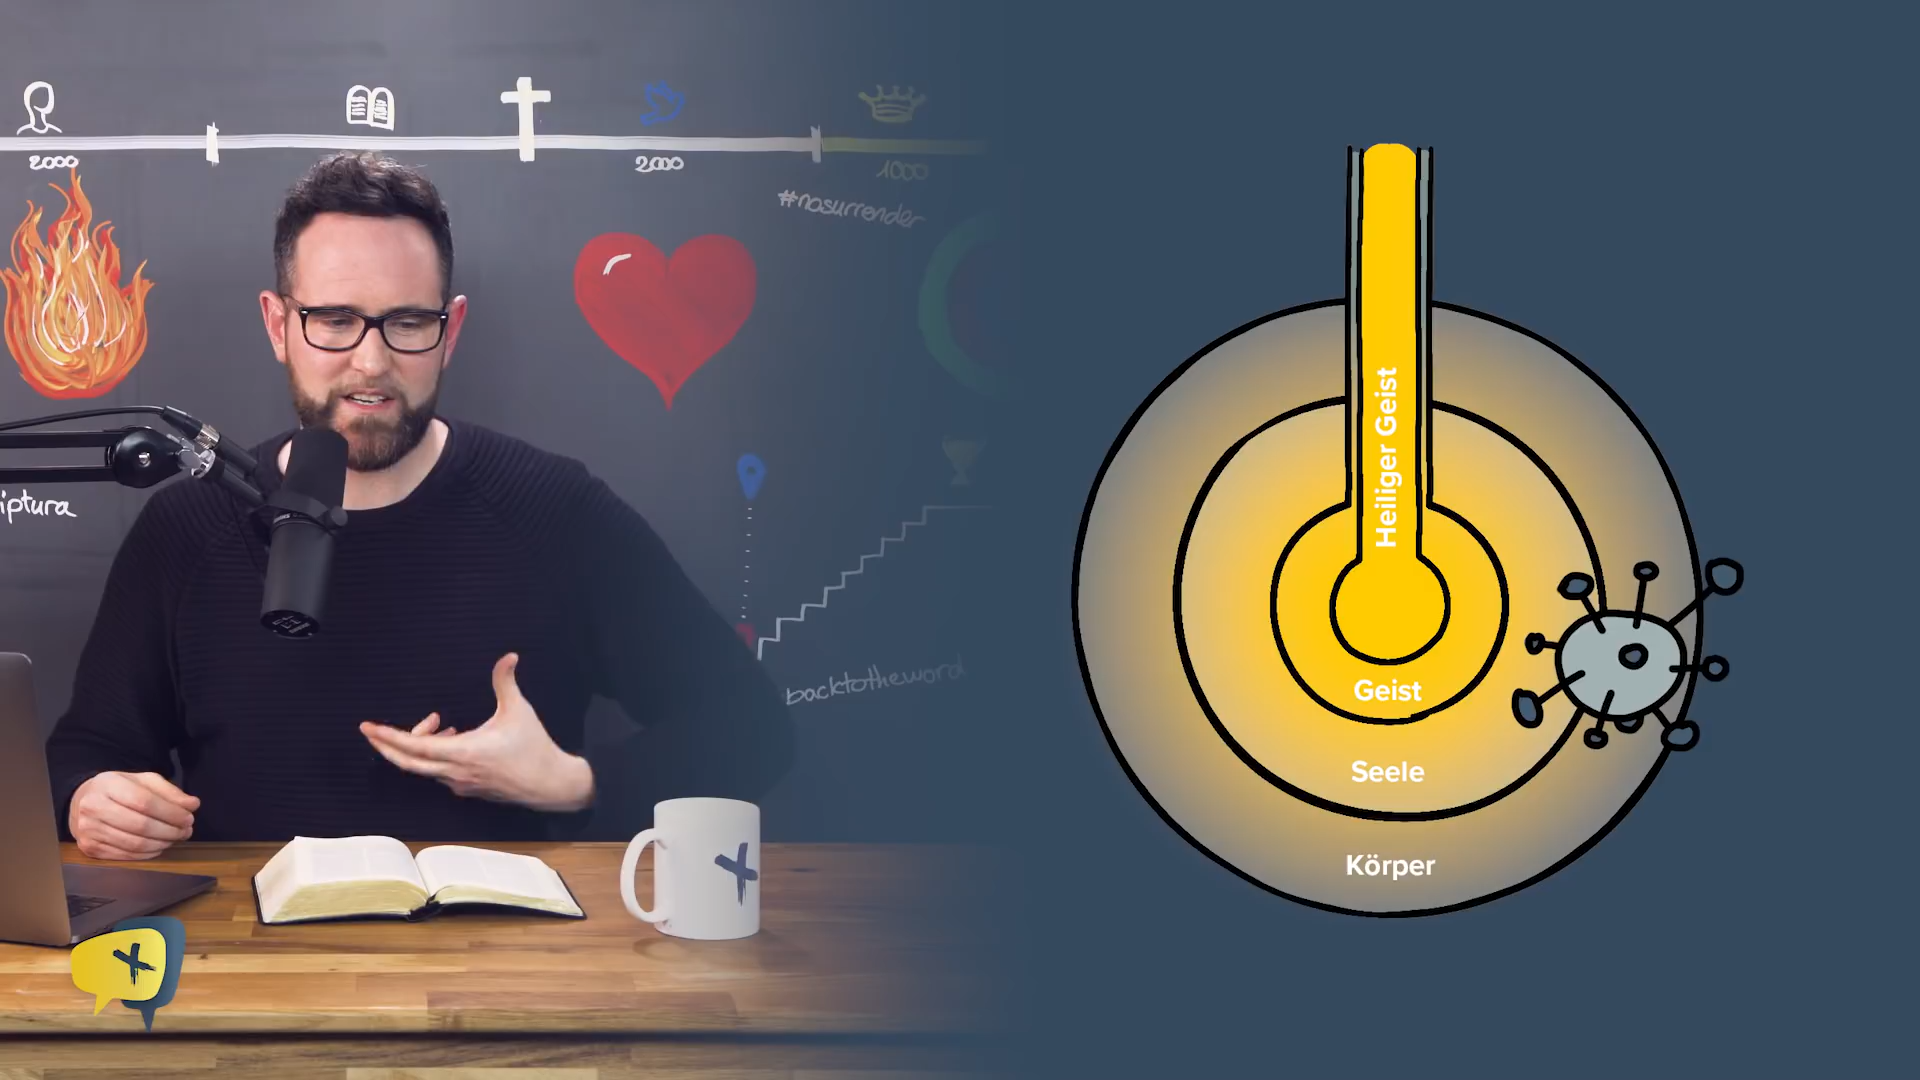 2000
2000
1000
#nosurrender
iptura
backtotheword
Heiliger Geist
Geist
Seele
Körper